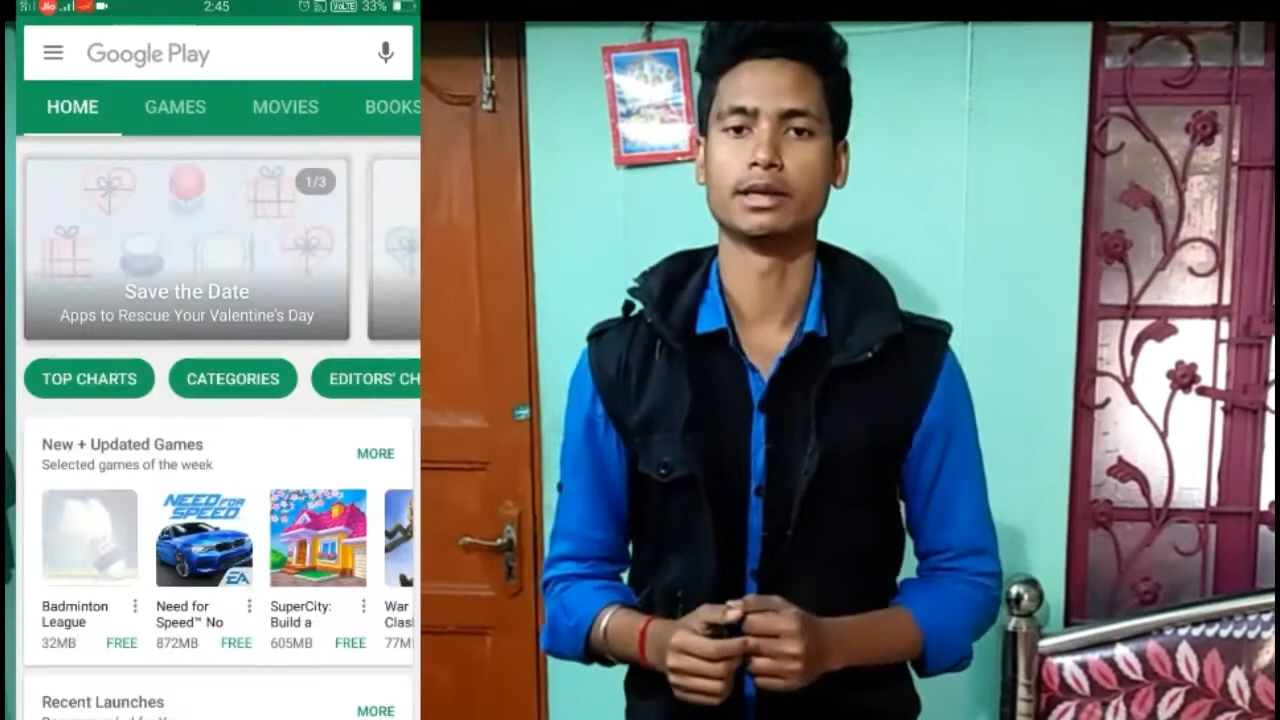 Jio
2:45
VoLTE 33%
Google Play
HOME GAMES MOVIES BOOKS
1/3
Save the Date
Apps to Rescue Your Valentine's Day
TOP CHARTS CATEGORIES EDITORS' CH
New + Updated Games
Selected games of the week
MORE
NEED FOR
SPEED
EA
Badminton
League
32MB FREE
Need for
Speed™ No
872MB FREE
SuperCity:
Build a
605MB FREE
War
Clas
77M
Recent Launches
MORE